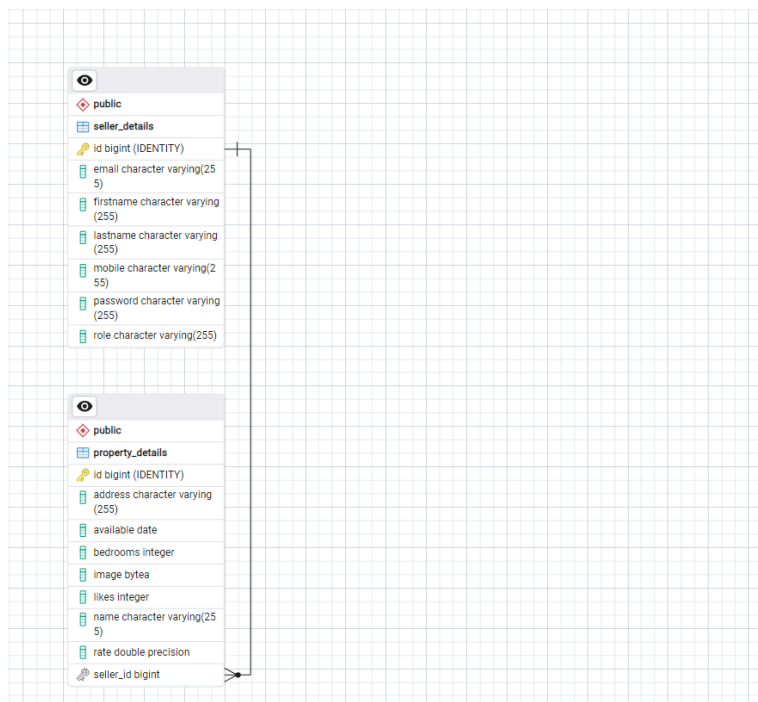 public
seller_details
id bigint (IDENTITY)
email character varying(25
5)
firstname character varying
(255)
lastname character varying
(255)
mobile character varying(2
55)
password character varying
(255)
role character varying(255)
public
property_details
id bigint (IDENTITY)
address character varying
(255)
available date
bedrooms integer
image bytea
likes integer
name character varying(25
5)
rate double precision
seller_id bigint